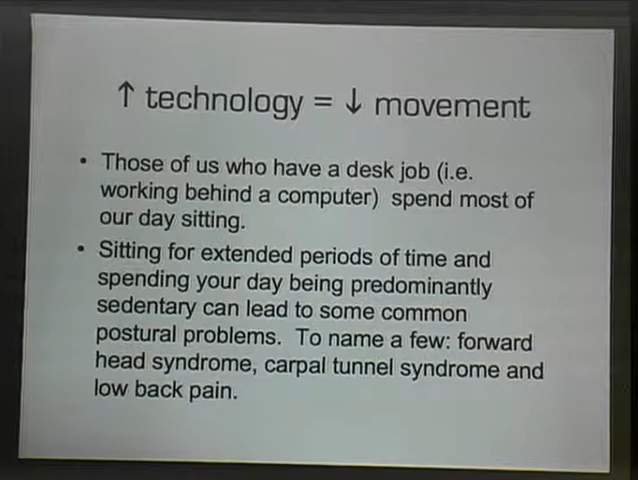 ↑ technology = ↓ movement
• Those of us who have a desk job (i.e.
working behind a computer) spend most of
our day sitting.
• Sitting for extended periods of time and
spending your day being predominantly
sedentary can lead to some common
postural problems. To name a few: forward
head syndrome, carpal tunnel syndrome and
low back pain.